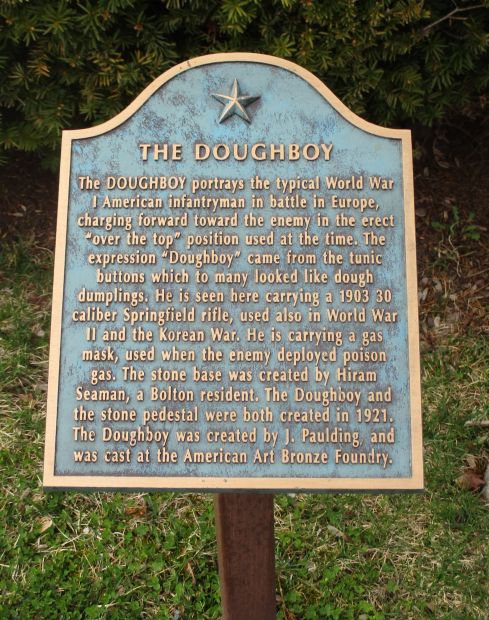 THE DOUGHBOY
The DOUGHBOY portrays the typical World War
I American infantryman in battle in Europe,
charging forward toward the enemy in the erect
"over the top" position used at the time. The
expression "Doughboy" came from the tunic
buttons which to many looked like dough
dumplings. He is seen here carrying a 1903 30
caliber Springfield rifle, used also in World War
II and the Korean War. He is carrying a gas
mask, used when the enemy deployed poison
gas. The stone base was created by Hiram
Seaman, a Bolton resident. The Doughboy and
the stone pedestal were both created in 1921.
The Doughboy was created by J. Paulding, and
was cast at the American Art Bronze Foundry.